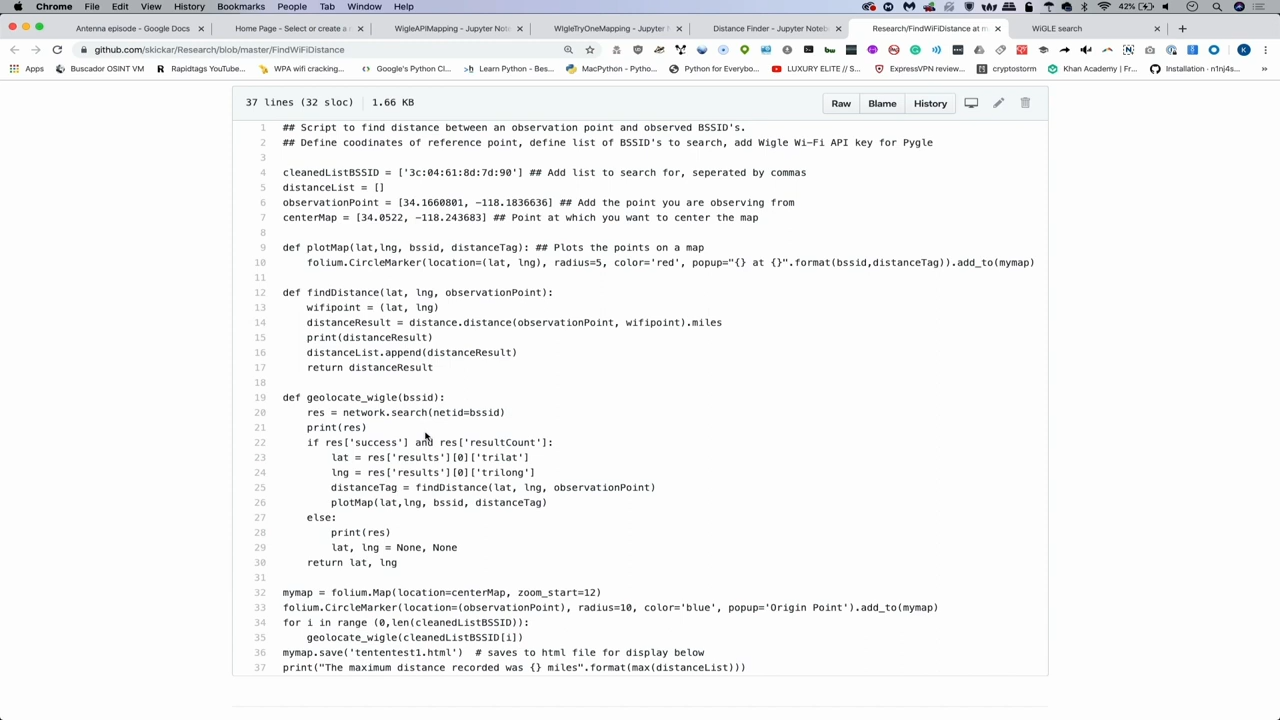 Chrome File Edit View History Bookmarks People Tab Window Help 42%
Antenna episode - Google Docs Home Page - Select or create a n WigleAPIMapping - Jupyter Note WigleTryOneMapping - Jupyter Distance Finder - Jupyter Noteb Research/FindWiFiDistance at m WiGLE search
github.com/skickar/Research/blob/master/FindWiFiDistance
Apps Buscador OSINT VM Rapidtags YouTube... WPA wifi cracking... Google's Python Cl... Learn Python - Bes... MacPython - Pytho... Python for Everybo... LUXURY ELITE // S... ExpressVPN review... cryptostorm Khan Academy | Fr... Installation · n1nj4s...
37 lines (32 sloc) 1.66 KB Raw Blame History
1 ## Script to find distance between an observation point and observed BSSID's.
2 ## Define coodinates of reference point, define list of BSSID's to search, add Wigle Wi-Fi API key for Pygle
3
4 cleanedListBSSID = ['3c:04:61:8d:7d:90'] ## Add list to search for, seperated by commas
5 distanceList = []
6 observationPoint = [34.1660801, -118.1836636] ## Add the point you are observing from
7 centerMap = [34.0522, -118.243683] ## Point at which you want to center the map
8
9 def plotMap(lat,lng, bssid, distanceTag): ## Plots the points on a map
10 folium.CircleMarker(location=(lat, lng), radius=5, color='red', popup="{} at {}".format(bssid,distanceTag)).add_to(mymap)
11
12 def findDistance(lat, lng, observationPoint):
13 wifipoint = (lat, lng)
14 distanceResult = distance.distance(observationPoint, wifipoint).miles
15 print(distanceResult)
16 distanceList.append(distanceResult)
17 return distanceResult
18
19 def geolocate_wigle(bssid):
20 res = network.search(netid=bssid)
21 print(res)
22 if res['success'] and res['resultCount']:
23 lat = res['results'][0]['trilat']
24 lng = res['results'][0]['trilong']
25 distanceTag = findDistance(lat, lng, observationPoint)
26 plotMap(lat,lng, bssid, distanceTag)
27 else:
28 print(res)
29 lat, lng = None, None
30 return lat, lng
31
32 mymap = folium.Map(location=centerMap, zoom_start=12)
33 folium.CircleMarker(location=(observationPoint), radius=10, color='blue', popup='Origin Point').add_to(mymap)
34 for i in range (0,len(cleanedListBSSID)):
35 geolocate_wigle(cleanedListBSSID[i])
36 mymap.save('tententest1.html') # saves to html file for display below
37 print("The maximum distance recorded was {} miles".format(max(distanceList)))